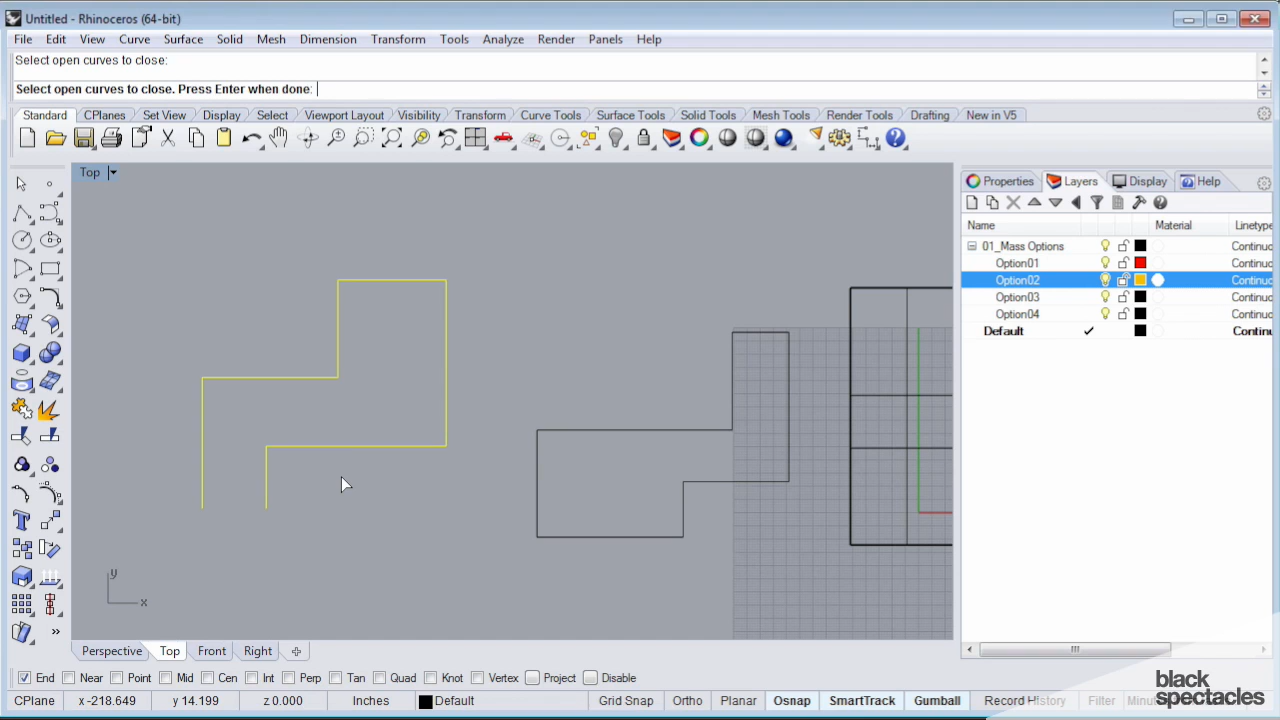 Untitled - Rhinoceros (64-bit)
File Edit View Curve Surface Solid Mesh Dimension Transform Tools Analyze Render Panels Help
Select open curves to close:
Select open curves to close. Press Enter when done:
Standard CPlanes Set View Display Select Viewport Layout Visibility Transform Curve Tools Surface Tools Solid Tools Mesh Tools Render Tools Drafting New in V5
Top
Properties Layers Display Help
Name Material Linetype
01_Mass Options Continuc
Option01 Continuc
Option02 Continuc
Option03 Continuc
Option04 Continuc
Default Continu
y
x
Perspective Top Front Right
End Near Point Mid Cen Int Perp Tan Quad Knot Vertex Project Disable
CPlane x -218.649 y 14.199 z 0.000 Inches Default Grid Snap Ortho Planar Osnap SmartTrack Gumball Record History Filter
black
spectacles